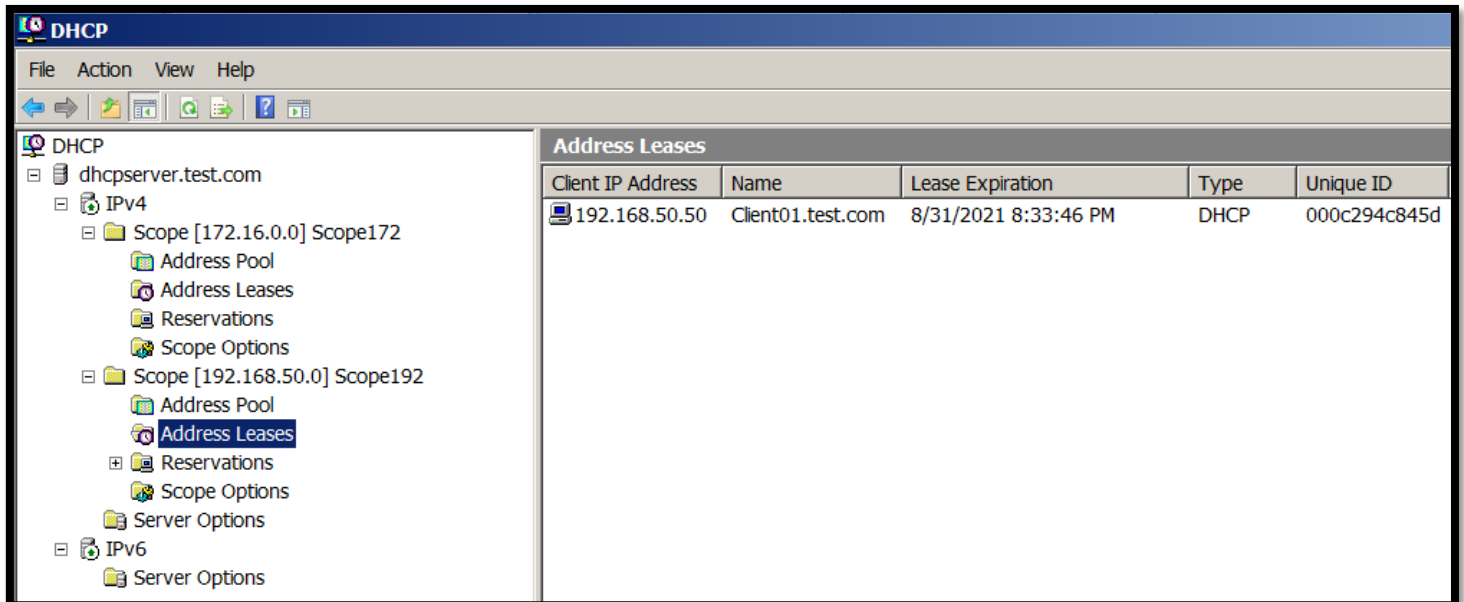 DHCP
File Action View Help
DHCP
dhcpserver.test.com
IPv4
Scope [172.16.0.0] Scope172
Address Pool
Address Leases
Reservations
Scope Options
Scope [192.168.50.0] Scope192
Address Pool
Address Leases
Reservations
Scope Options
Server Options
IPv6
Server Options
Address Leases
Client IP Address Name Lease Expiration Type Unique ID
192.168.50.50 Client01.test.com 8/31/2021 8:33:46 PM DHCP 000c294c845d